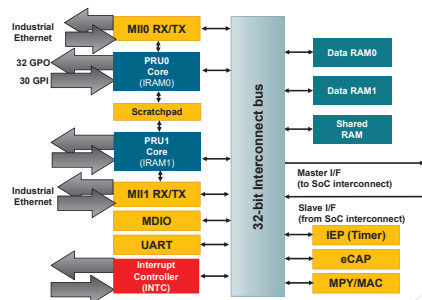 Industrial
Ethernet
MII0 RX/TX
32 GPO
30 GPI
PRU0
Core
(IRAM0)
Scratchpad
PRU1
Core
(IRAM1)
Industrial
Ethernet
MII1 RX/TX
MDIO
UART
Interrupt
Controller
(INTC)
32-bit Interconnect bus
Data RAM0
Data RAM1
Shared
RAM
Master I/F
(to SoC interconnect)
Slave I/F
(from SoC interconnect)
IEP (Timer)
eCAP
MPY/MAC